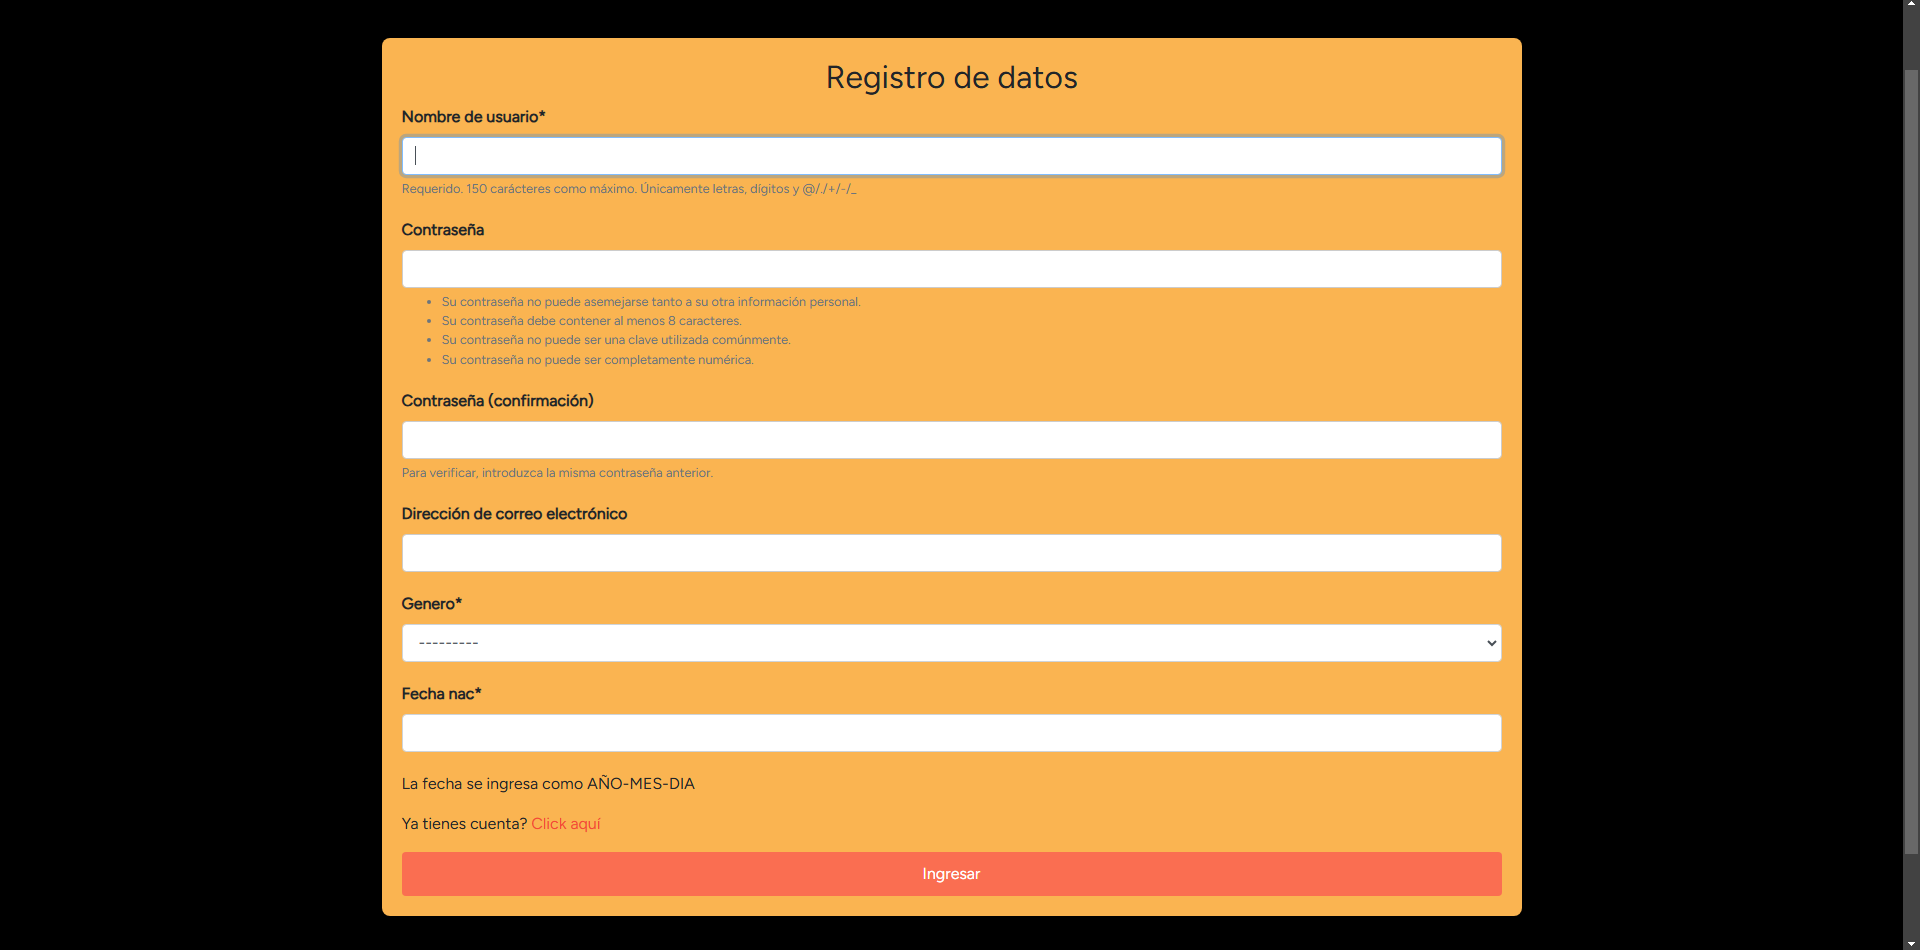 Registro de datos
Nombre de usuario*
Requerido. 150 carácteres como máximo. Únicamente letras, dígitos y @/./+/-/_
Contraseña
Su contraseña no puede asemejarse tanto a su otra información personal.
Su contraseña debe contener al menos 8 caracteres.
Su contraseña no puede ser una clave utilizada comúnmente.
Su contraseña no puede ser completamente numérica.
Contraseña (confirmación)
Para verificar, introduzca la misma contraseña anterior.
Dirección de correo electrónico
Genero*
---------
Fecha nac*
La fecha se ingresa como AÑO-MES-DIA
Ya tienes cuenta? Click aquí
Ingresar